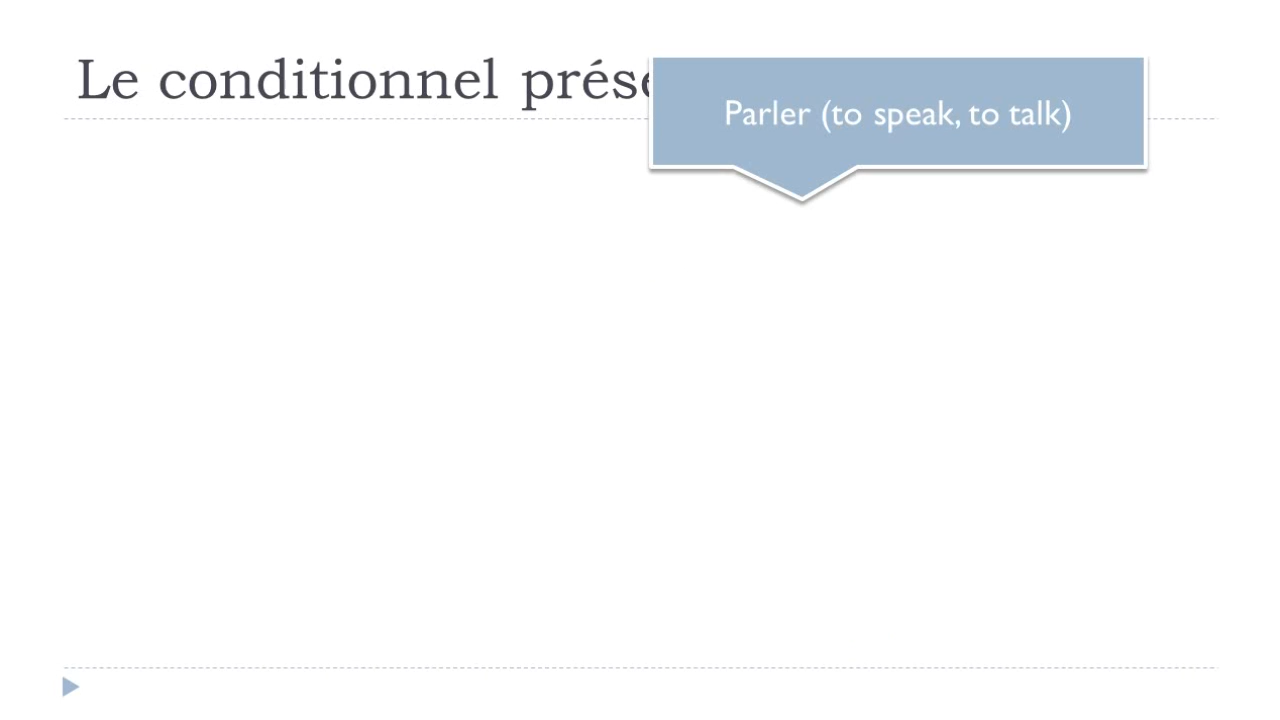 Le conditionnel prése
Parler (to speak, to talk)